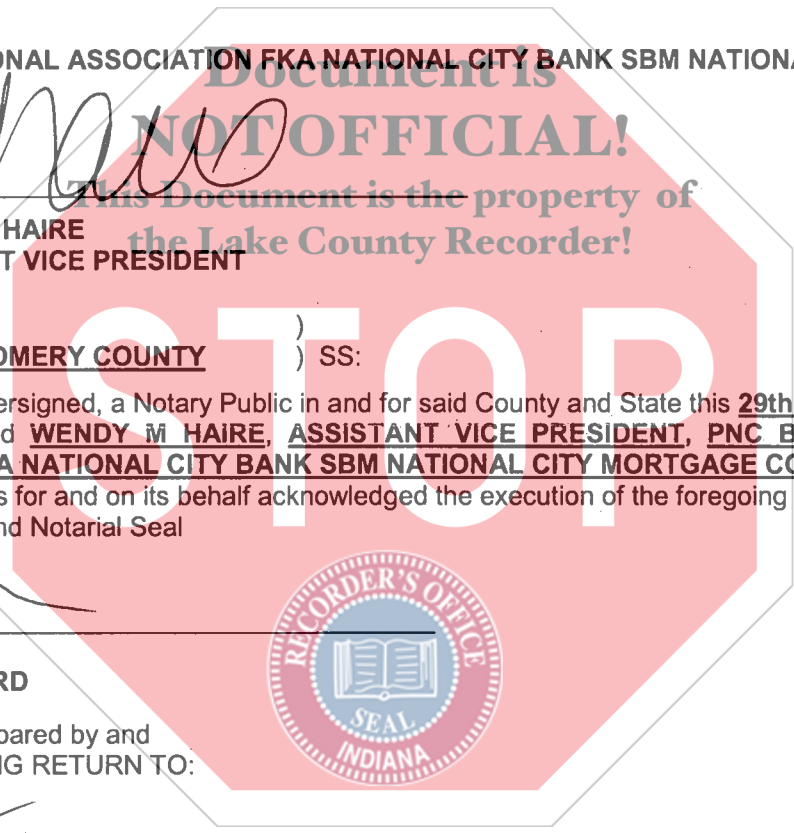 ONAL ASSOCIATION FKA NATIONAL CITY BANK SBM NATIONA
Document is
NOT OFFICIAL!
This Document is the property of
the Lake County Recorder!
HAIRE
T VICE PRESIDENT
)
OMERY COUNTY ) SS:
ersigned, a Notary Public in and for said County and State this 29th
d WENDY M HAIRE, ASSISTANT VICE PRESIDENT, PNC B
A NATIONAL CITY BANK SBM NATIONAL CITY MORTGAGE CO
s for and on its behalf acknowledged the execution of the foregoing
nd Notarial Seal
STOP
RECORDER'S OFFICE
SEAL
INDIANA
RD
pared by and
G RETURN TO: